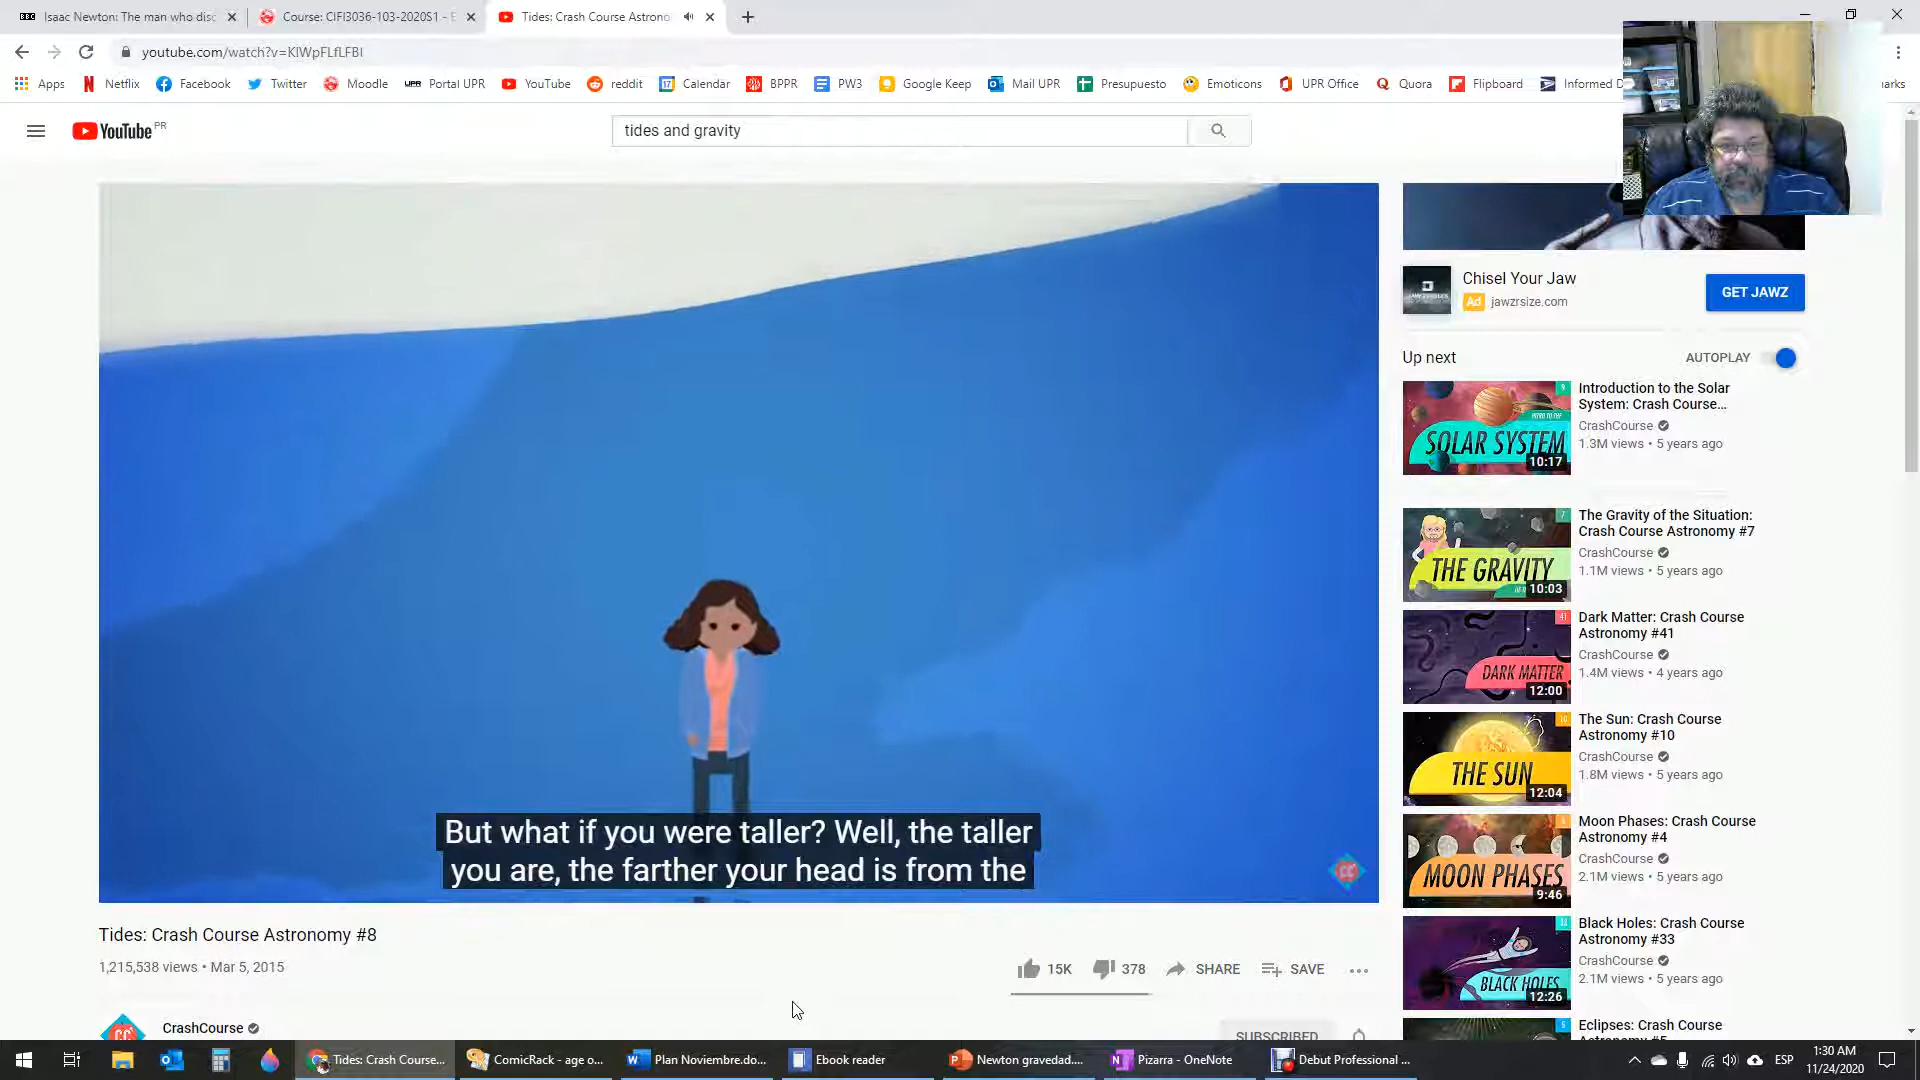 Isaac Newton: The man who disc
Course: CIFI3036-103-2020S1 - E
Tides: Crash Course Astrono
youtube.com/watch?v=KlWpFLfLFBI
Apps
Netflix
Facebook
Twitter
Moodle
UPR Portal UPR
YouTube
reddit
Calendar
BPPR
PW3
Google Keep
Mail UPR
Presupuesto
Emoticons
UPR Office
Quora
Flipboard
Informed D
arks
YouTube PR
tides and gravity
But what if you were taller? Well, the taller
you are, the farther your head is from the
CC
Tides: Crash Course Astronomy #8
1,215,538 views • Mar 5, 2015
15K
378
SHARE
SAVE
CrashCourse
SUBSCRIBED
Chisel Your Jaw
Ad jawzrsize.com
GET JAWZ
Up next
AUTOPLAY
SOLAR SYSTEM
10:17
Introduction to the Solar
System: Crash Course...
CrashCourse
1.3M views • 5 years ago
THE GRAVITY
10:03
The Gravity of the Situation:
Crash Course Astronomy #7
CrashCourse
1.1M views • 5 years ago
41
DARK MATTER
12:00
Dark Matter: Crash Course
Astronomy #41
CrashCourse
1.4M views • 4 years ago
10
THE SUN
12:04
The Sun: Crash Course
Astronomy #10
CrashCourse
1.8M views • 5 years ago
MOON PHASES
9:46
Moon Phases: Crash Course
Astronomy #4
CrashCourse
2.1M views • 5 years ago
BLACK HOLES
12:26
Black Holes: Crash Course
Astronomy #33
CrashCourse
2.1M views • 5 years ago
Eclipses: Crash Course
Astronomy #5
Tides: Crash Course...
ComicRack - age o...
Plan Noviembre.do...
Ebook reader
Newton gravedad....
Pizarra - OneNote
Debut Professional ...
ESP
1:30 AM
11/24/2020